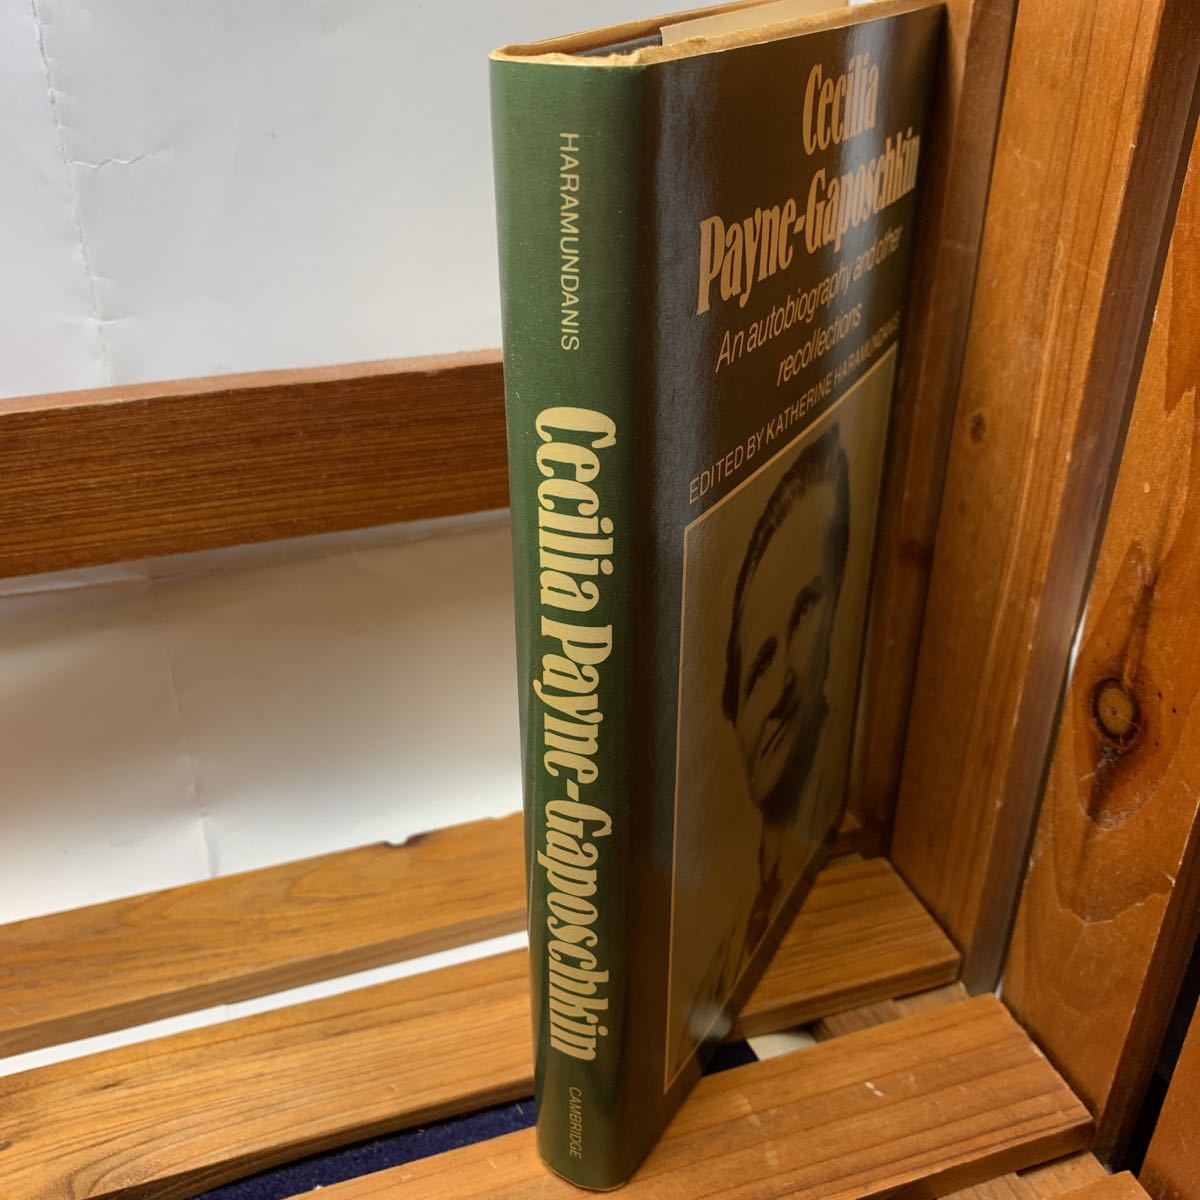 HARAMUNDANIS
Cecilia Payne-Gaposchkin
CAMBRIDGE
Cecilia
Payne-Gaposchkin
An autobiography and other
recollections
EDITED BY KATHERINE HARAMUNDANIS